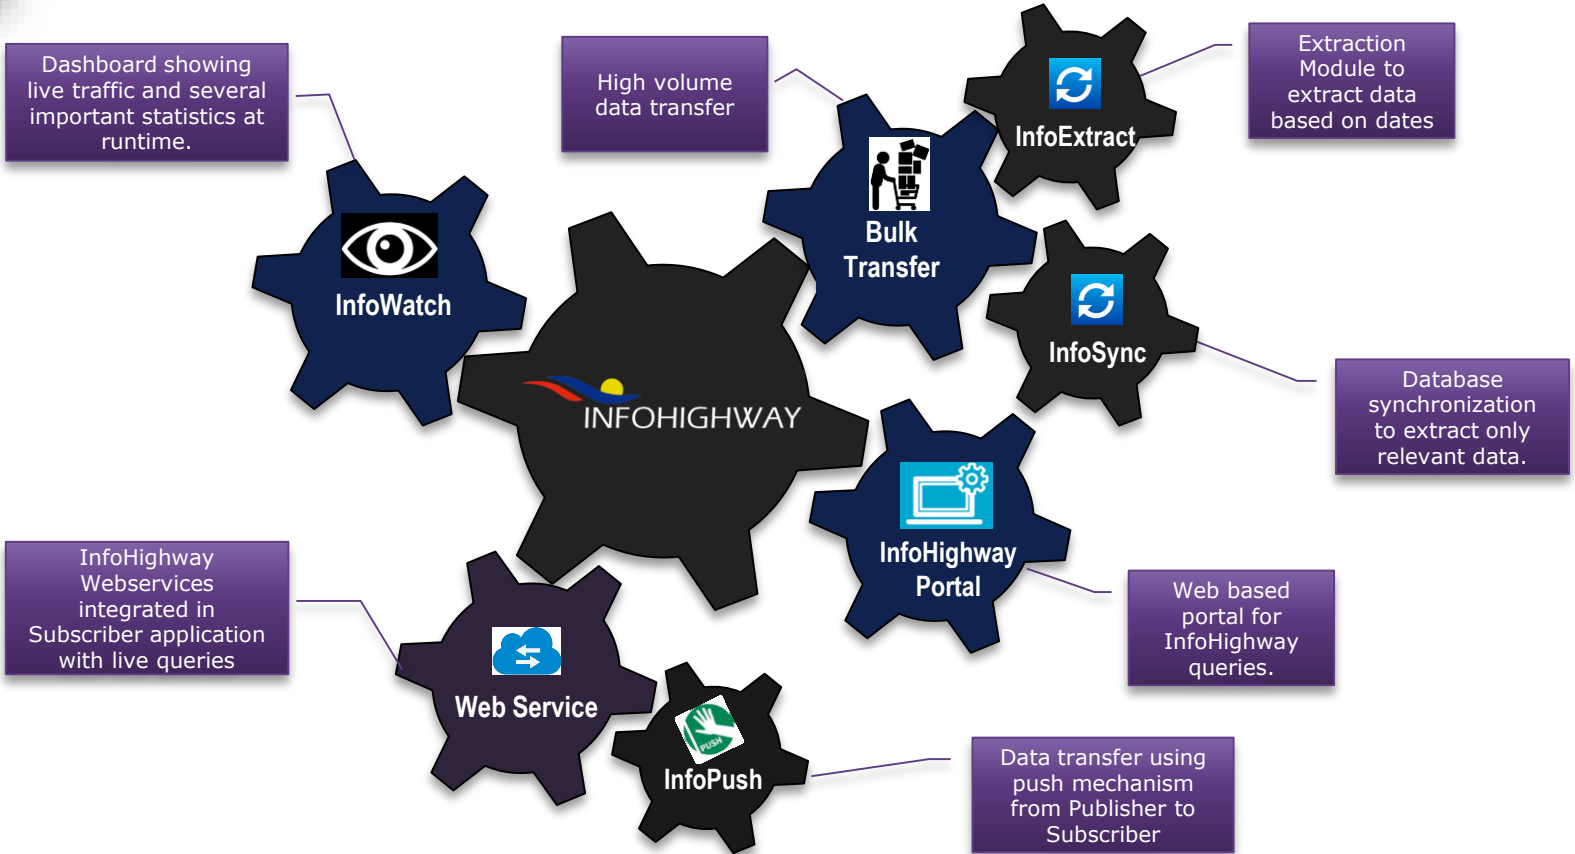 Dashboard showing
live traffic and several
important statistics at
runtime.
High volume
data transfer
Extraction
Module to
extract data
based on dates
InfoExtract
Bulk
Transfer
InfoWatch
InfoSync
INFOHIGHWAY
Database
synchronization
to extract only
relevant data.
InfoHighway
Portal
InfoHighway
Webservices
integrated in
Subscriber application
with live queries
Web based
portal for
InfoHighway
queries.
Web Service
PUSH
InfoPush
Data transfer using
push mechanism
from Publisher to
Subscriber